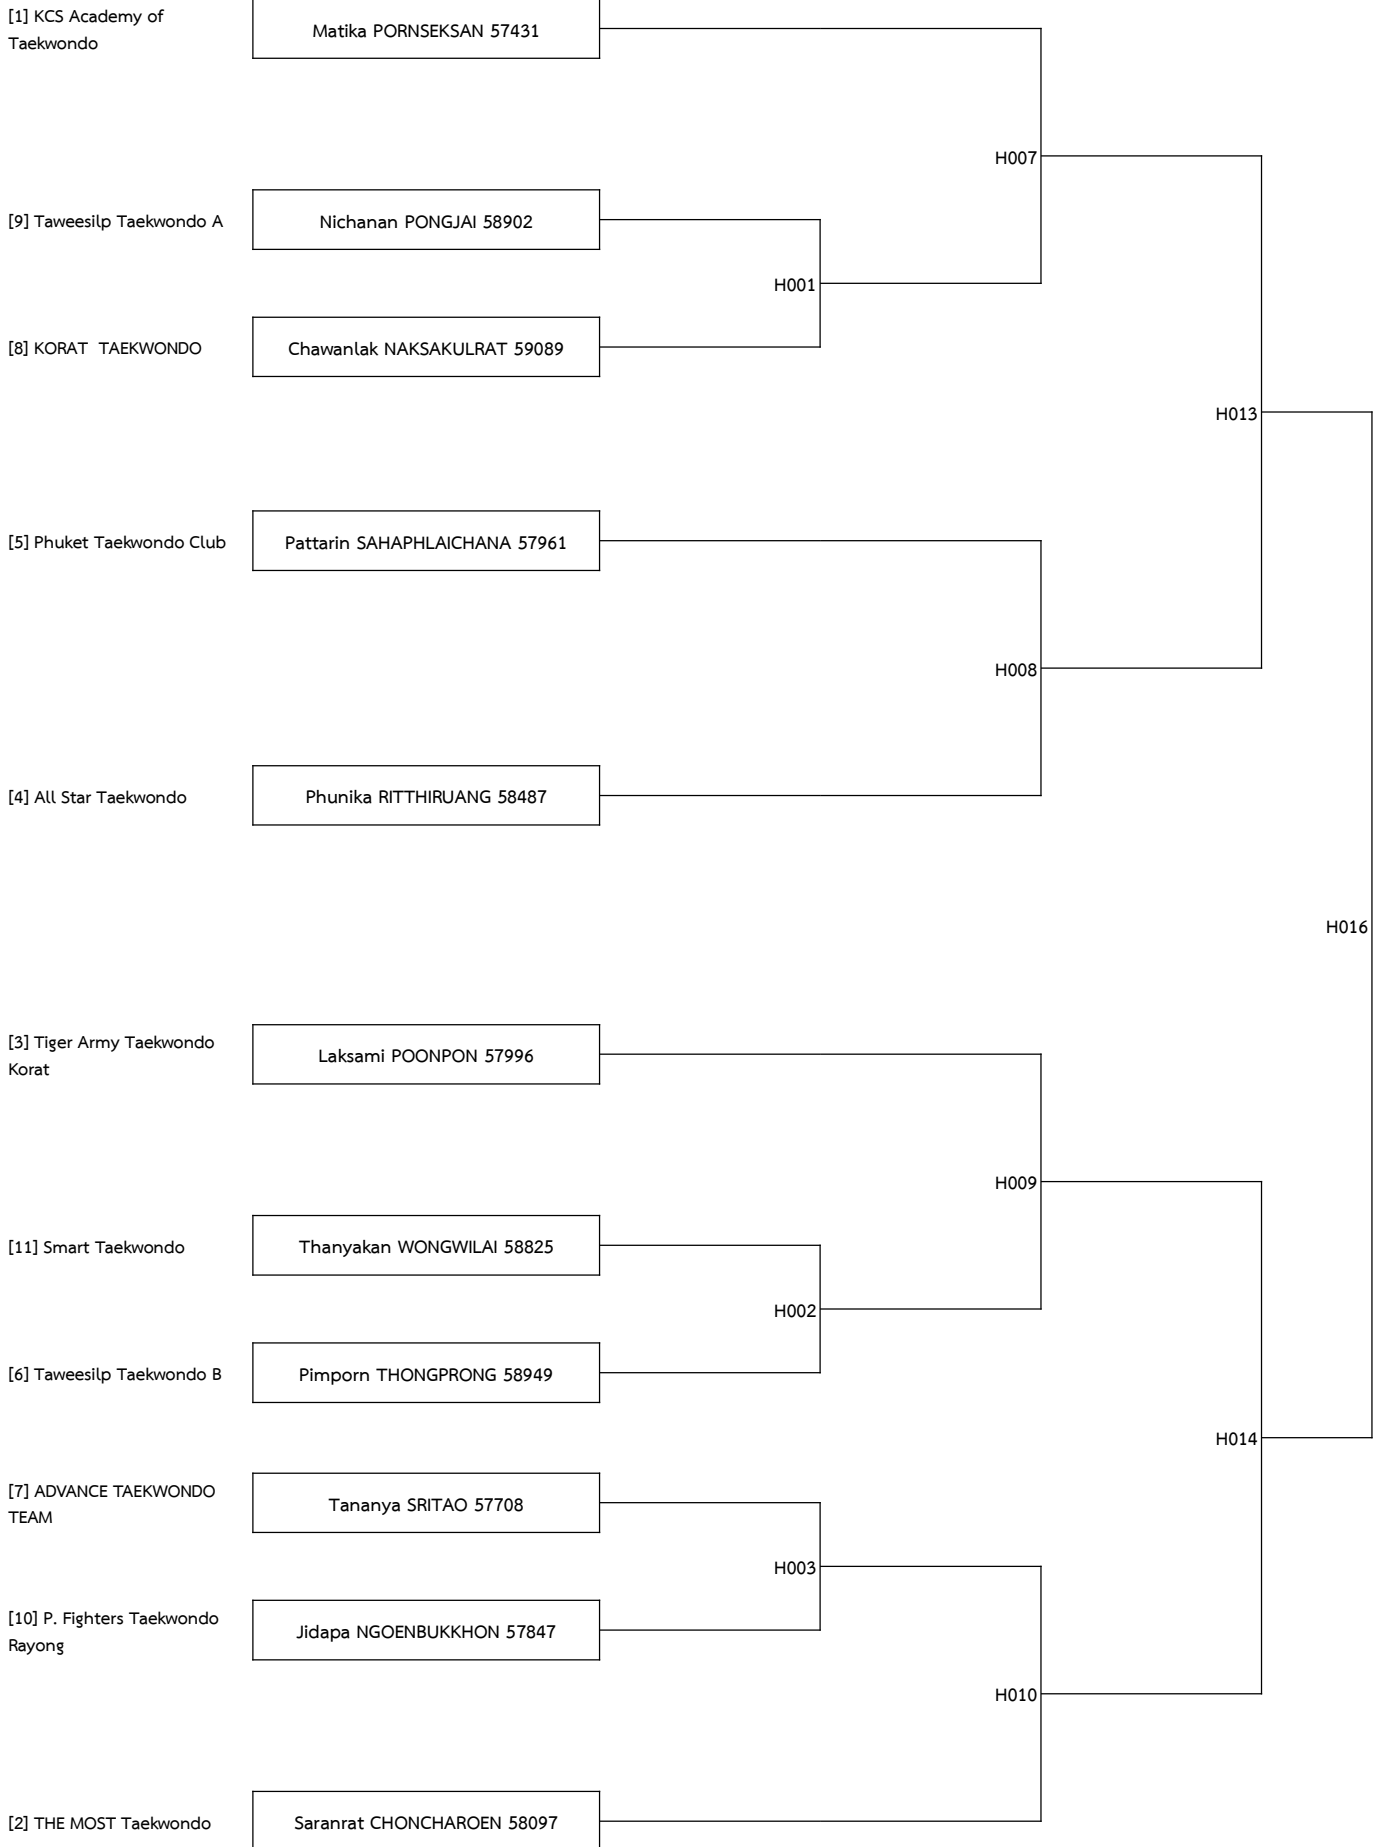 [1] KCS Academy of
Taekwondo
Matika PORNSEKSAN 57431
H007
[9] Taweesilp Taekwondo A
Nichanan PONGJAI 58902
H001
[8] KORAT  TAEKWONDO
Chawanlak NAKSAKULRAT 59089
H013
[5] Phuket Taekwondo Club
Pattarin SAHAPHLAICHANA 57961
H008
[4] All Star Taekwondo
Phunika RITTHIRUANG 58487
H016
[3] Tiger Army Taekwondo
Korat
Laksami POONPON 57996
H009
[11] Smart Taekwondo
Thanyakan WONGWILAI 58825
H002
[6] Taweesilp Taekwondo B
Pimporn THONGPRONG 58949
H014
[7] ADVANCE TAEKWONDO
TEAM
Tananya SRITAO 57708
H003
[10] P. Fighters Taekwondo
Rayong
Jidapa NGOENBUKKHON 57847
H010
[2] THE MOST Taekwondo
Saranrat CHONCHAROEN 58097